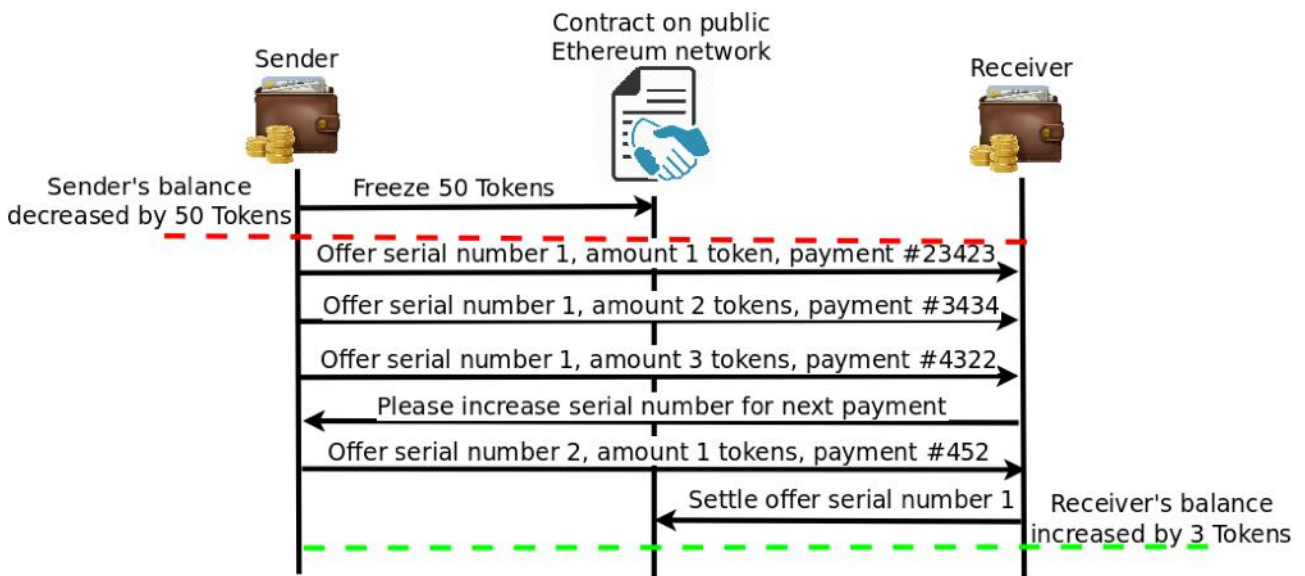 Contract on public
Ethereum network
Sender
Receiver
Sender's balance
decreased by 50 Tokens
Freeze 50 Tokens
Offer serial number 1, amount 1 token, payment #23423
Offer serial number 1, amount 2 tokens, payment #3434
Offer serial number 1, amount 3 tokens, payment #4322
Please increase serial number for next payment
Offer serial number 2, amount 1 tokens, payment #452
Settle offer serial number 1
Receiver's balance
increased by 3 Tokens